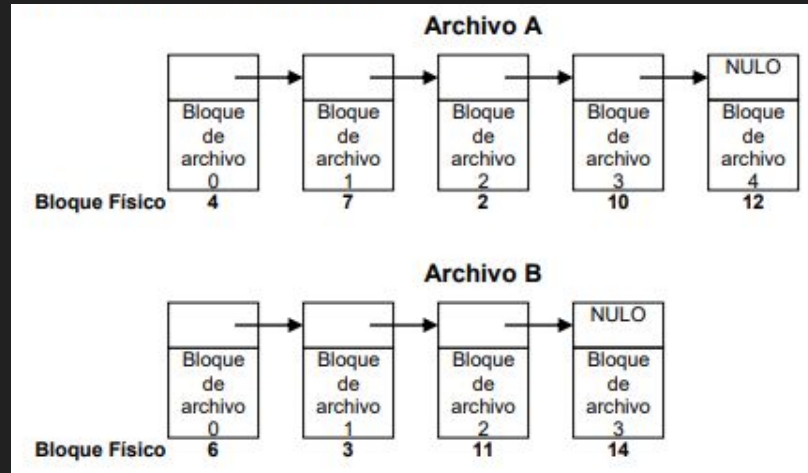 Archivo A
NULO
Bloque Bloque Bloque Bloque Bloque
de de de de de
archivo archivo archivo archivo archivo
0 1 2 3 4
Bloque Físico 4 7 2 10 12
Archivo B
NULO
Bloque Bloque Bloque Bloque
de de de de
archivo archivo archivo archivo
0 1 2 3
Bloque Físico 6 3 11 14